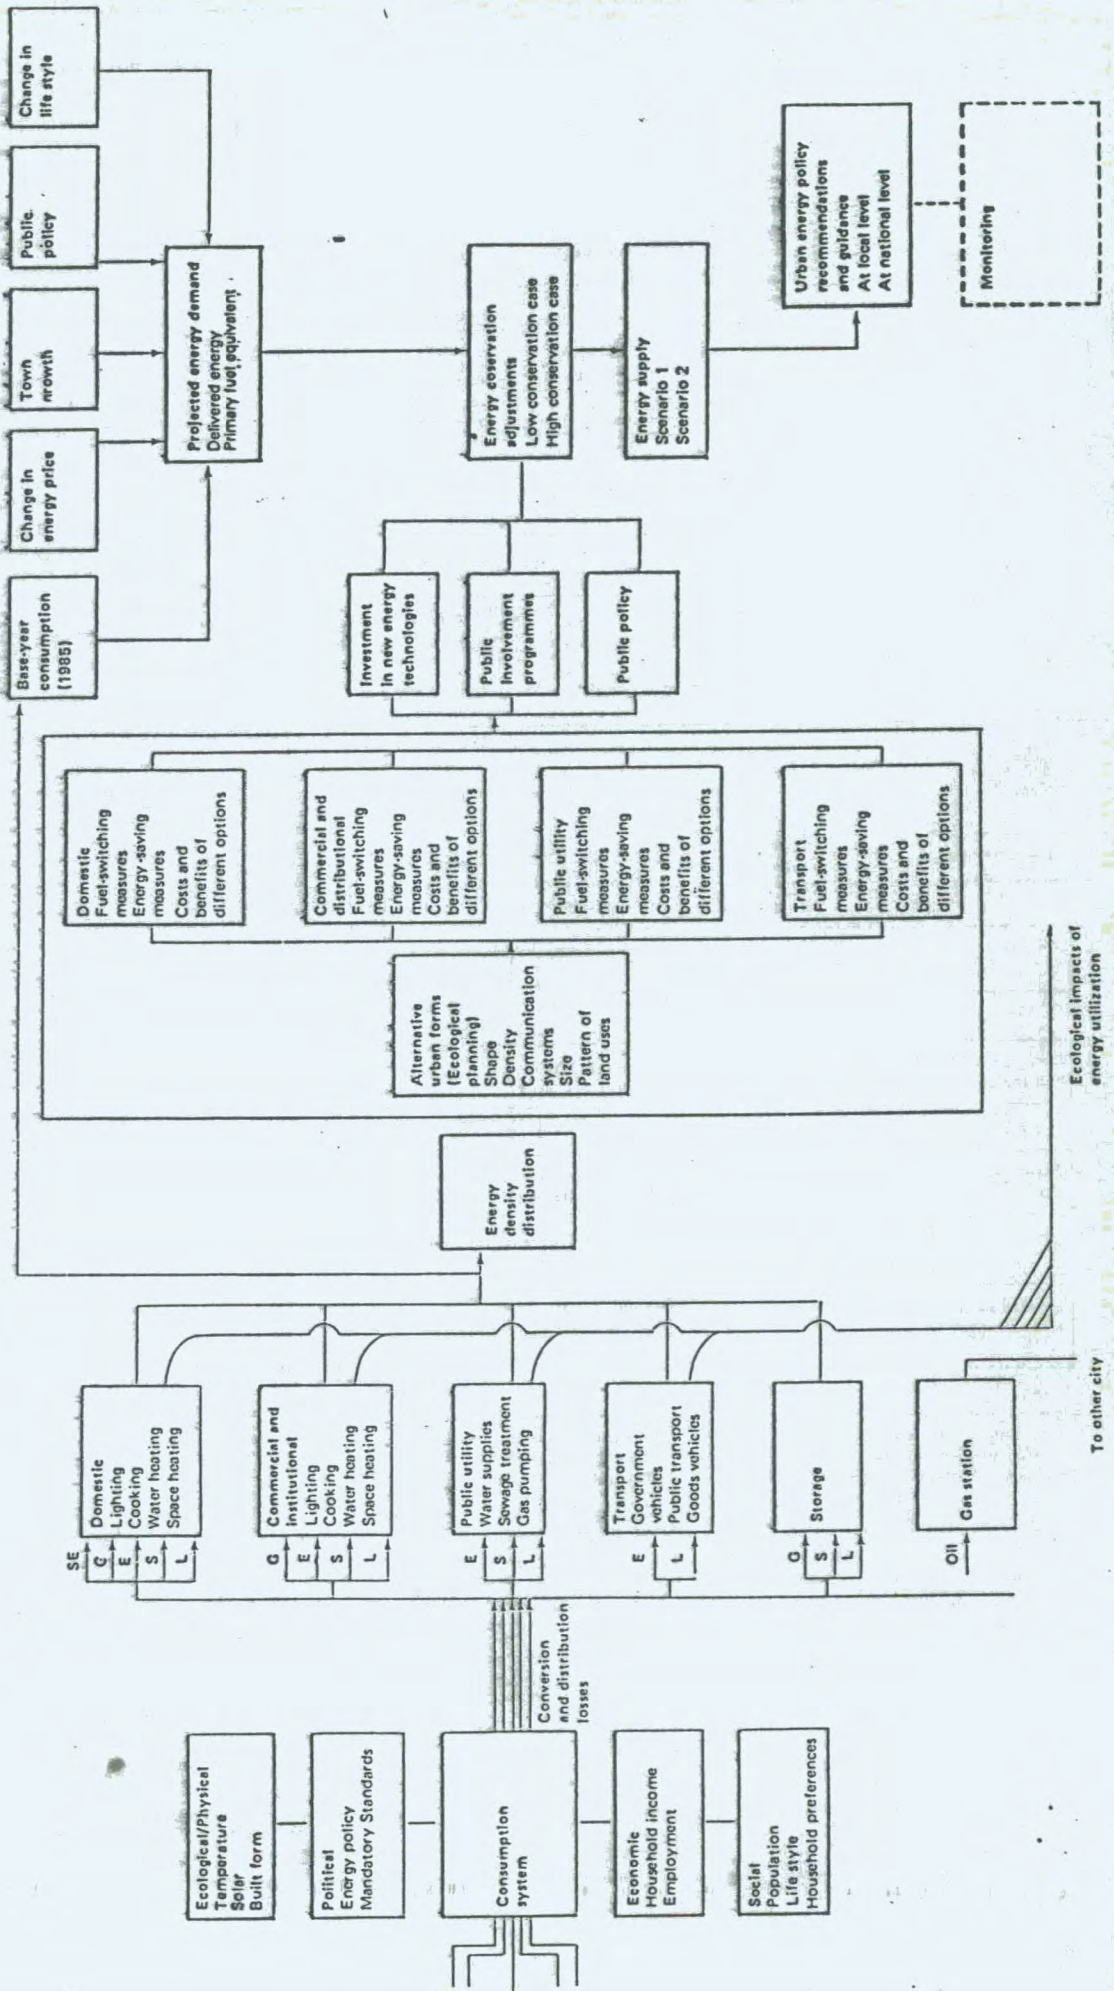 Ecological/Physical
Temperature
Solar
Built form
Political
Energy policy
Mandatory Standards
Consumption
system
Economic
Household income
Employment
Social
Population
Life style
Household preferences
Conversion
and distribution
losses
SE
E
S
L
Domestic
Lighting
Cooking
Water heating
Space heating
G
E
S
L
Commercial and
institutional
Lighting
Cooking
Water heating
Space heating
E
S
L
Public utility
Water supplies
Sewage treatment
Gas pumping
E
L
Transport
Government
vehicles
Public transport
Goods vehicles
G
S
L
Storage
Oil
Gas station
To other city
Ecological impacts of
energy utilization
Energy
density
distribution
Alternative
urban forms
(Ecological
planning)
Shape
Density
Communication
systems
Size
Pattern of
land uses
Domestic
Fuel-switching
measures
Energy-saving
measures
Costs and
benefits of
different options
Commercial and
distributional
Fuel-switching
measures
Energy-saving
measures
Costs and
benefits of
different options
Public utility
Fuel-switching
measures
Energy-saving
measures
Costs and
benefits of
different options
Transport
Fuel-switching
measures
Energy-saving
measures
Costs and
benefits of
different options
Investment
in new energy
technologies
Public
involvement
programmes
Public policy
Base-year
consumption
(1985)
Change in
energy price
Town
growth
Public
policy
Change in
life style
Projected energy demand
Delivered energy
Primary fuel equivalent
Energy coservation
adjustments
Low conservation case
High conservation case
Energy supply
Scenario 1
Scenario 2
Urban energy policy
recommendations
and guidance
At local level
At national level
Monitoring